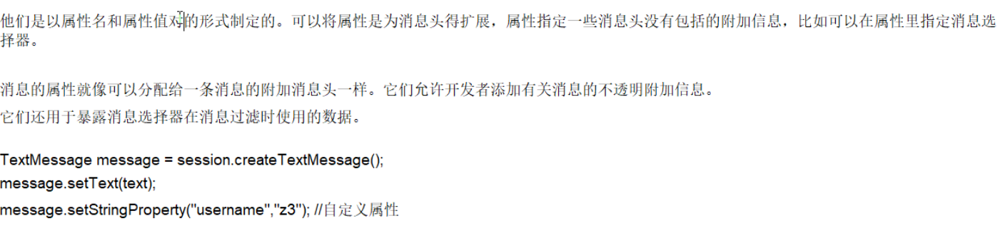 他们是以属性名和属性值对的形式制定的。可以将属性是为消息头得扩展，属性指定一些消息头没有包括的附加信息，比如可以在属性里指定消息选
择器。
消息的属性就像可以分配给一条消息的附加消息头一样。它们允许开发者添加有关消息的不透明附加信息。
它们还用于暴露消息选择器在消息过滤时使用的数据。
TextMessage message = session.createTextMessage();
message.setText(text);
message.setStringProperty("username","z3"); //自定义属性